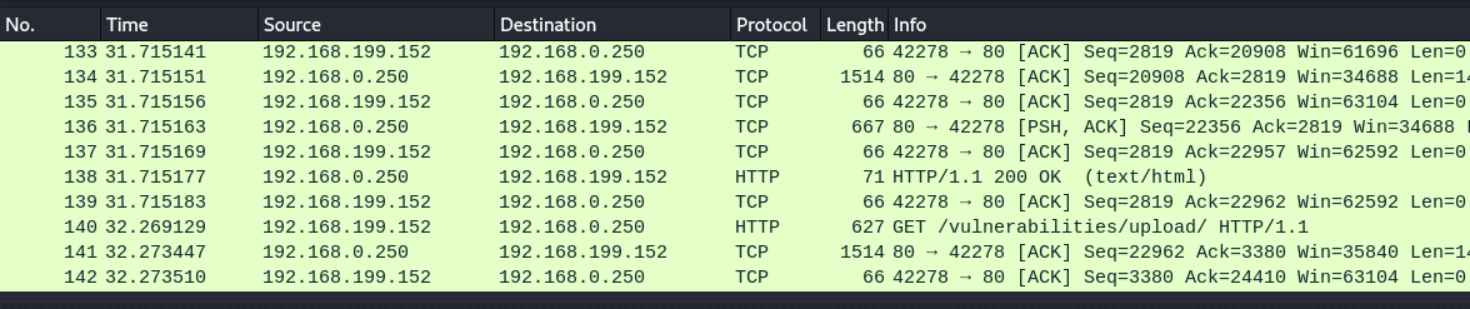 No. Time Source Destination Protocol Length Info
133 31.715141 192.168.199.152 192.168.0.250 TCP 66 42278 → 80 [ACK] Seq=2819 Ack=20908 Win=61696 Len=0
134 31.715151 192.168.0.250 192.168.199.152 TCP 1514 80 → 42278 [ACK] Seq=20908 Ack=2819 Win=34688 Len=14
135 31.715156 192.168.199.152 192.168.0.250 TCP 66 42278 → 80 [ACK] Seq=2819 Ack=22356 Win=63104 Len=0
136 31.715163 192.168.0.250 192.168.199.152 TCP 667 80 → 42278 [PSH, ACK] Seq=22356 Ack=2819 Win=34688
137 31.715169 192.168.199.152 192.168.0.250 TCP 66 42278 → 80 [ACK] Seq=2819 Ack=22957 Win=62592 Len=0
138 31.715177 192.168.0.250 192.168.199.152 HTTP 71 HTTP/1.1 200 OK (text/html)
139 31.715183 192.168.199.152 192.168.0.250 TCP 66 42278 → 80 [ACK] Seq=2819 Ack=22962 Win=62592 Len=0
140 32.269129 192.168.199.152 192.168.0.250 HTTP 627 GET /vulnerabilities/upload/ HTTP/1.1
141 32.273447 192.168.0.250 192.168.199.152 TCP 1514 80 → 42278 [ACK] Seq=22962 Ack=3380 Win=35840 Len=14
142 32.273510 192.168.199.152 192.168.0.250 TCP 66 42278 → 80 [ACK] Seq=3380 Ack=24410 Win=63104 Len=0